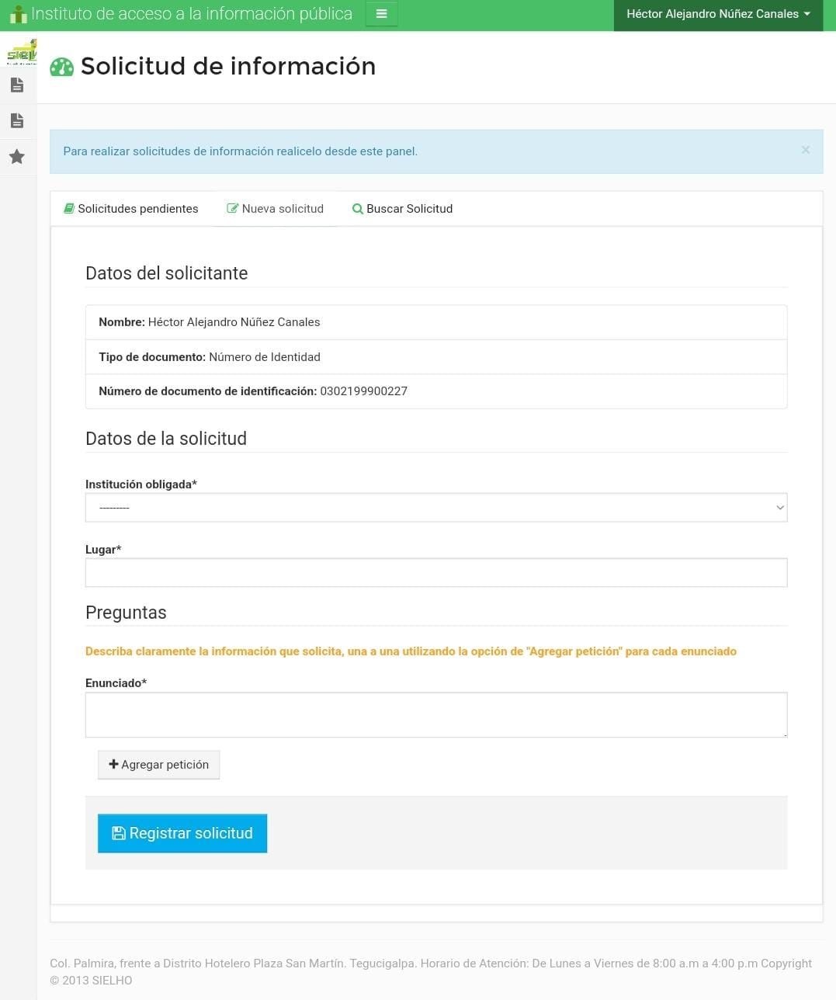 Instituto de acceso a la información pública
Héctor Alejandro Núñez Canales
Solicitud de información
Para realizar solicitudes de información realicelo desde este panel.
×
Solicitudes pendientes
Nueva solicitud
Buscar Solicitud
Datos del solicitante
Nombre: Héctor Alejandro Núñez Canales
Tipo de documento: Número de Identidad
Número de documento de identificación: 0302199900227
Datos de la solicitud
Institución obligada*
---------
Lugar*
Preguntas
Describa claramente la información que solicita, una a una utilizando la opción de "Agregar petición" para cada enunciado
Enunciado*
Agregar petición
Registrar solicitud
Col. Palmira, frente a Distrito Hotelero Plaza San Martín. Tegucigalpa. Horario de Atención: De Lunes a Viernes de 8:00 a.m a 4:00 p.m Copyright
© 2013 SIELHO